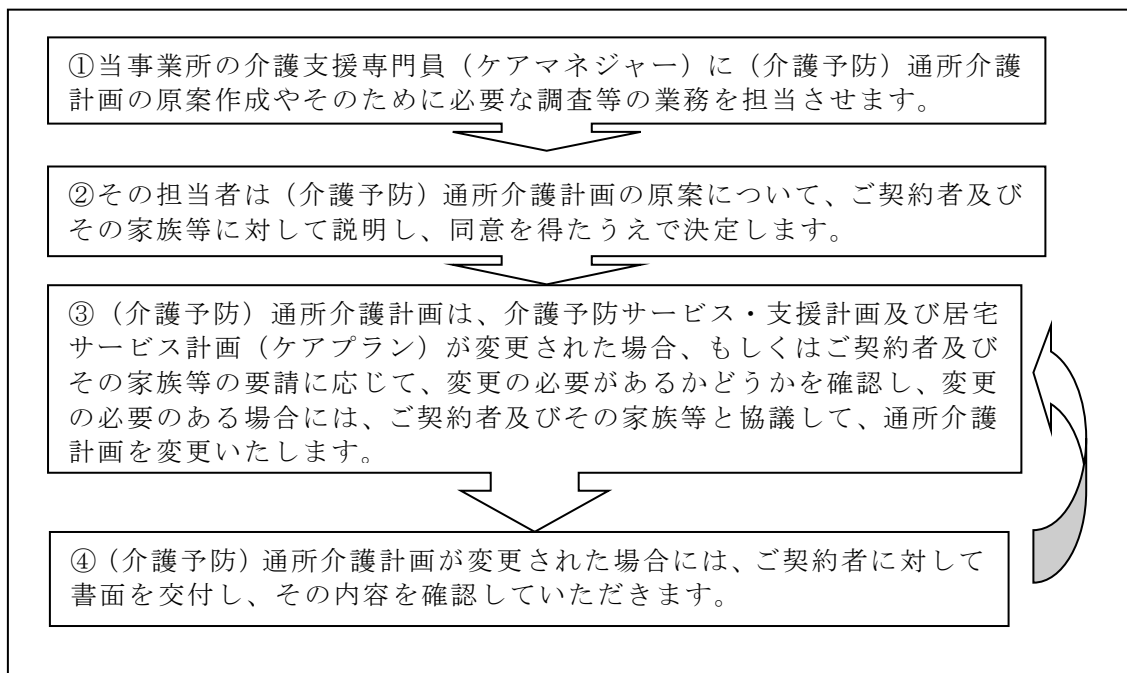 ①当事業所の介護支援専門員（ケアマネジャー）に（介護予防）通所介護
計画の原案作成やそのために必要な調査等の業務を担当させます。
②その担当者は（介護予防）通所介護計画の原案について、ご契約者及び
その家族等に対して説明し、同意を得たうえで決定します。
③（介護予防）通所介護計画は、介護予防サービス・支援計画及び居宅
サービス計画（ケアプラン）が変更された場合、もしくはご契約者及び
その家族等の要請に応じて、変更の必要があるかどうかを確認し、変更
の必要のある場合には、ご契約者及びその家族等と協議して、通所介護
計画を変更いたします。
④（介護予防）通所介護計画が変更された場合には、ご契約者に対して
書面を交付し、その内容を確認していただきます。